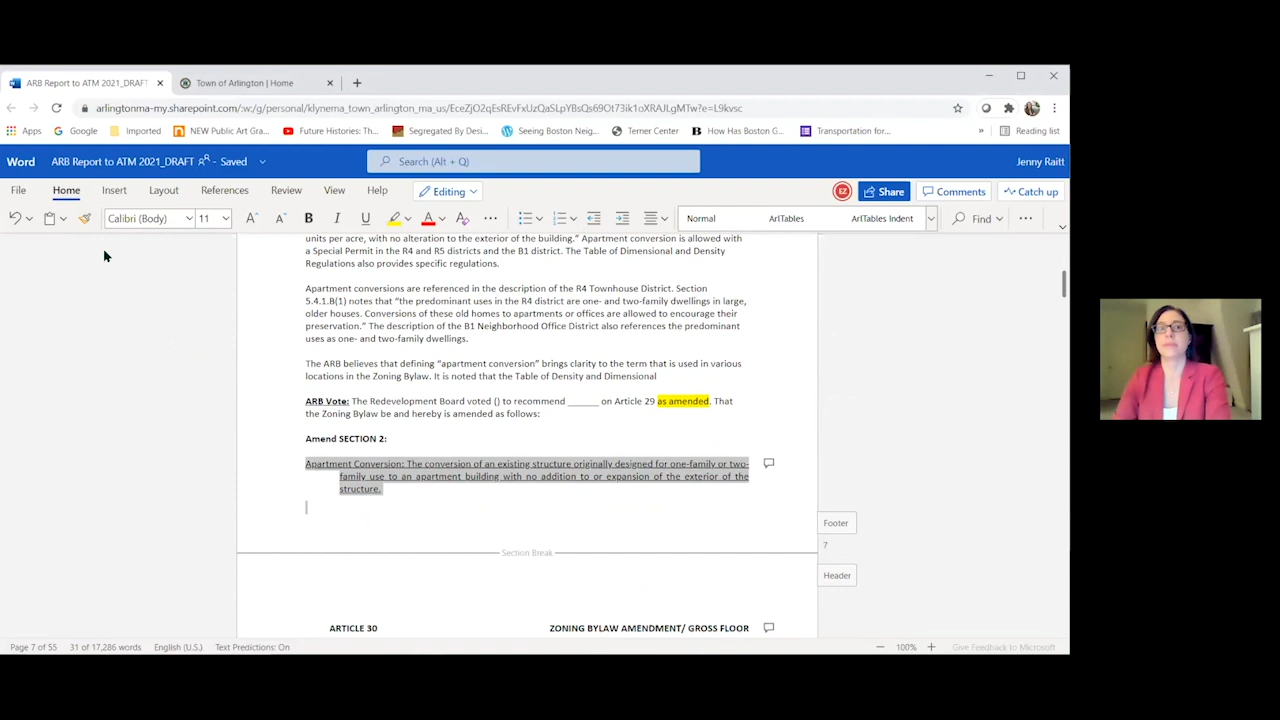 ARB Report to ATM 2021_DRAFT
Town of Arlington | Home
arlingtonma-my.sharepoint.com/:w:/g/personal/klynema_town_arlington_ma_us/EceZjO2qEsREvFxUzQaSLpYBsQs69Ot73ik1oXRAJLgMTw?e=L9kvsc
Apps Google Imported NEW Public Art Gra... Future Histories: Th... Segregated By Desi... Seeing Boston Neig... Terner Center How Has Boston G... Transportation for... » Reading list
Word ARB Report to ATM 2021_DRAFT - Saved Search (Alt + Q) Jenny Raitt
File Home Insert Layout References Review View Help Editing EZ Share Comments Catch up
Calibri (Body) 11 A A B I U A A Normal ArlTables ArlTables Indent Find
units per acre, with no alteration to the exterior of the building.” Apartment conversion is allowed with
a Special Permit in the R4 and R5 districts and the B1 district. The Table of Dimensional and Density
Regulations also provides specific regulations.
Apartment conversions are referenced in the description of the R4 Townhouse District. Section
5.4.1.B(1) notes that “the predominant uses in the R4 district are one- and two-family dwellings in large,
older houses. Conversions of these old homes to apartments or offices are allowed to encourage their
preservation.” The description of the B1 Neighborhood Office District also references the predominant
uses as one- and two-family dwellings.
The ARB believes that defining “apartment conversion” brings clarity to the term that is used in various
locations in the Zoning Bylaw. It is noted that the Table of Density and Dimensional
ARB Vote: The Redevelopment Board voted () to recommend ______ on Article 29 as amended. That
the Zoning Bylaw be and hereby is amended as follows:
Amend SECTION 2:
Apartment Conversion: The conversion of an existing structure originally designed for one-family or two-
family use to an apartment building with no addition to or expansion of the exterior of the
structure.
Footer
7
Section Break
Header
ARTICLE 30 ZONING BYLAW AMENDMENT/ GROSS FLOOR
Page 7 of 55 31 of 17,286 words English (U.S.) Text Predictions: On 100% Give Feedback to Microsoft